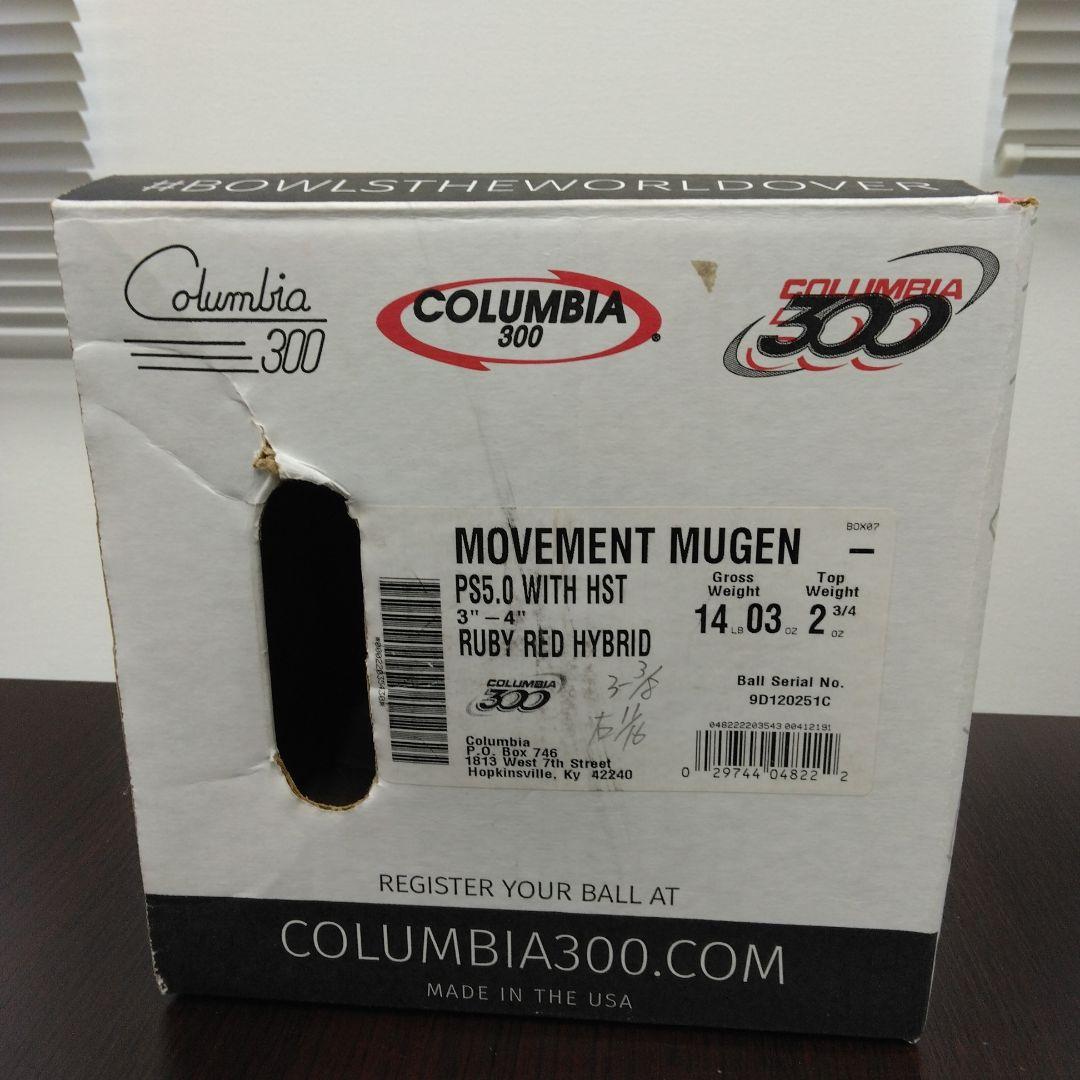 #BOWLSTHEWORLDOVER
Columbia
300
COLUMBIA
300
COLUMBIA
300
BOX07
MOVEMENT MUGEN –
PS5.0 WITH HST
3" – 4"
RUBY RED HYBRID
Gross
Weight
14 LB 03 OZ
Top
Weight
2 3/4 OZ
COLUMBIA
300
3-3/8
11/16
Ball Serial No.
9D120251C
Columbia
P.O. Box 746
1813 West 7th Street
Hopkinsville, Ky 42240
048222203543 00412191
0 29744 04822 2
REGISTER YOUR BALL AT
COLUMBIA300.COM
MADE IN THE USA